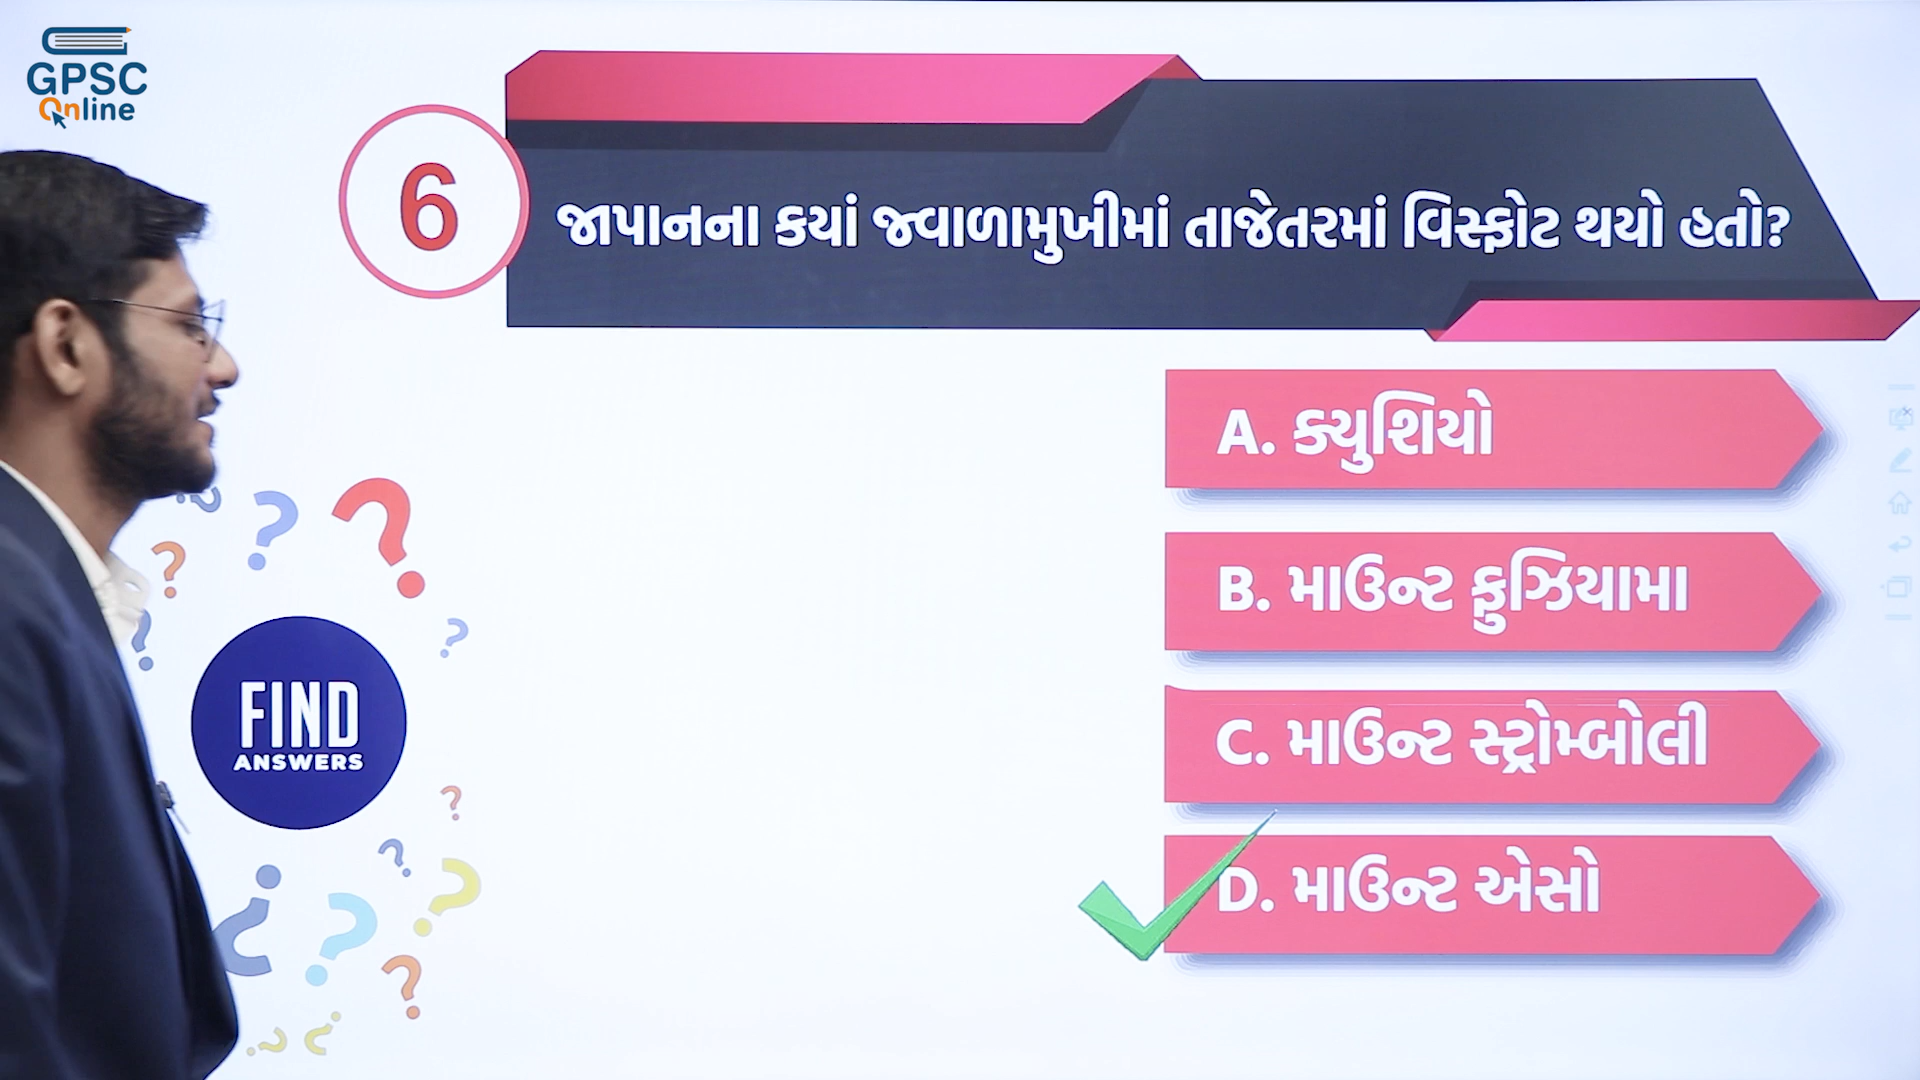 GPSC
Online
6
જાપાનના કયાં જ્વાળામુખીમાં તાજેતરમાં વિસ્ફોટ થયો હતો?
A. ક્યુશિયો
B. માઉન્ટ ફુઝિયામા
C. માઉન્ટ સ્ટ્રોમ્બોલી
D. માઉન્ટ એસો
FIND
ANSWERS